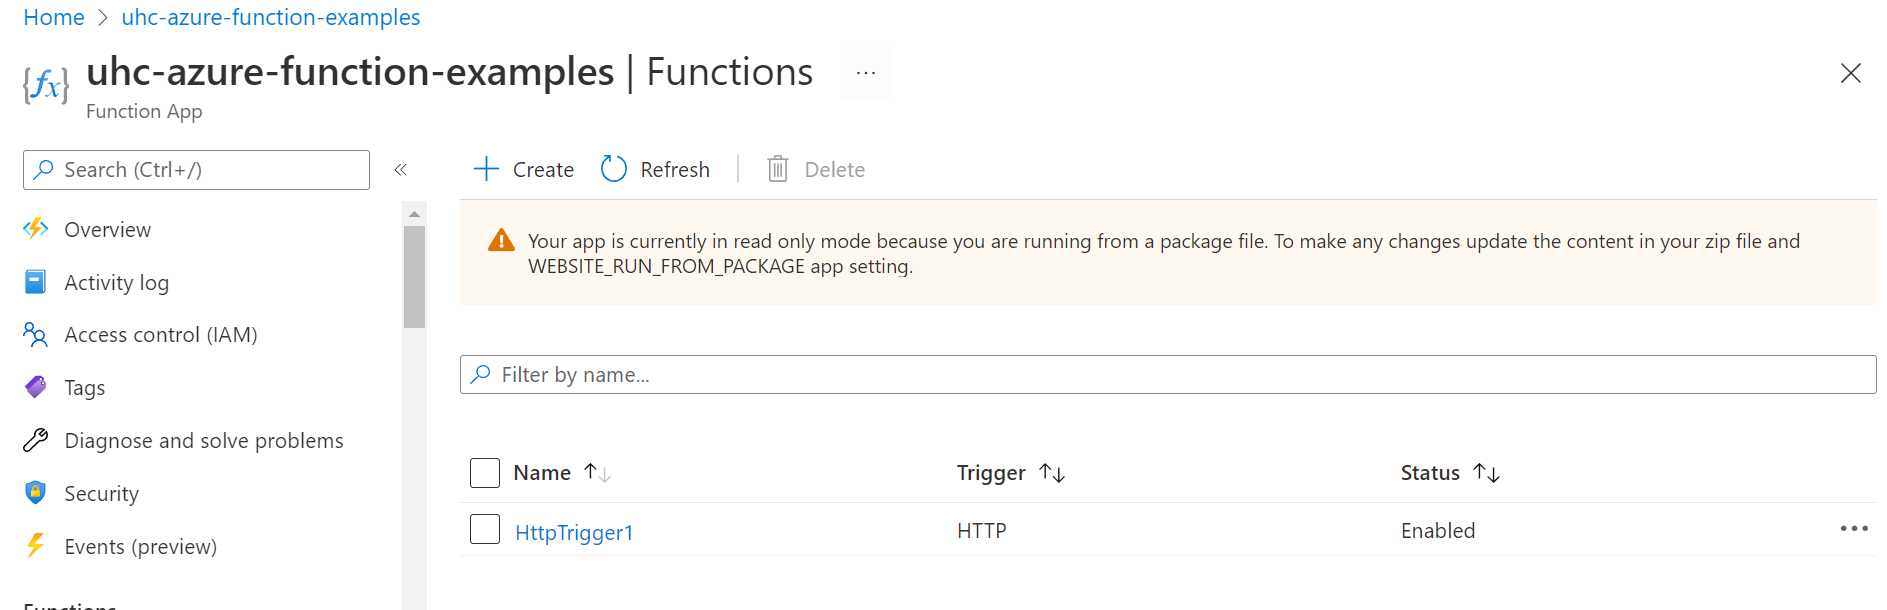 Home > uhc-azure-function-examples
uhc-azure-function-examples | Functions ...
Function App
Search (Ctrl+/)
«
Overview
Activity log
Access control (IAM)
Tags
Diagnose and solve problems
Security
Events (preview)
Functions
Create Refresh Delete
Your app is currently in read only mode because you are running from a package file. To make any changes update the content in your zip file and
WEBSITE_RUN_FROM_PACKAGE app setting.
Filter by name...
Name Trigger Status
HttpTrigger1 HTTP Enabled